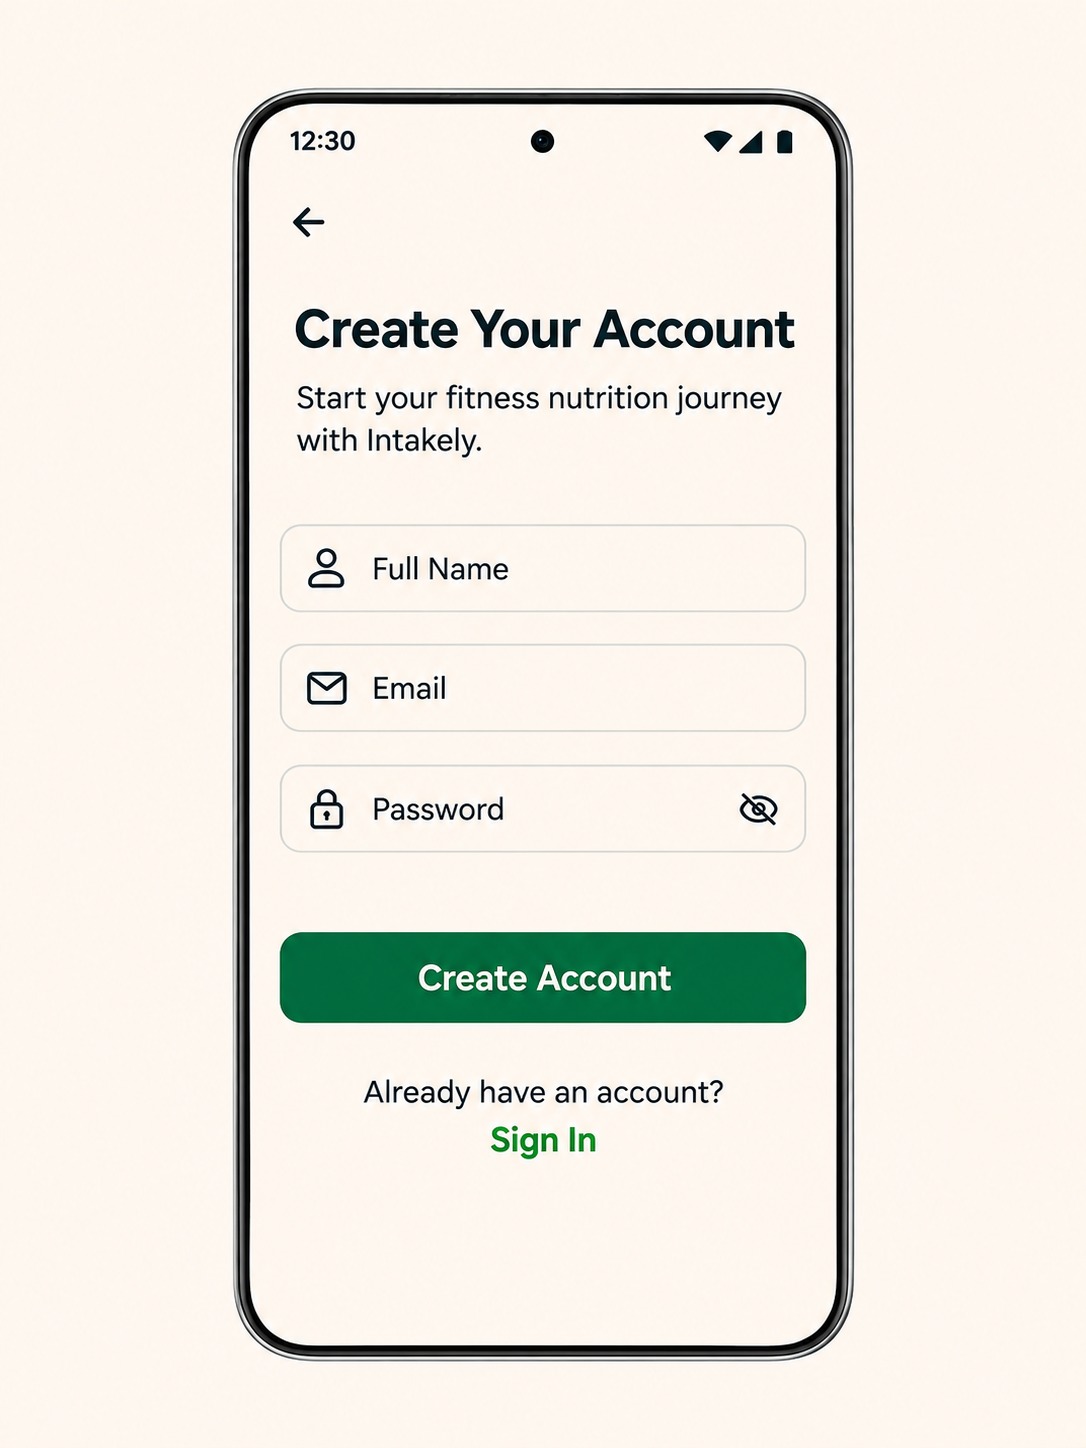 12:30
Create Your Account
Start your fitness nutrition journey
with Intakely.
Full Name
Email
Password
Create Account
Already have an account?
Sign In